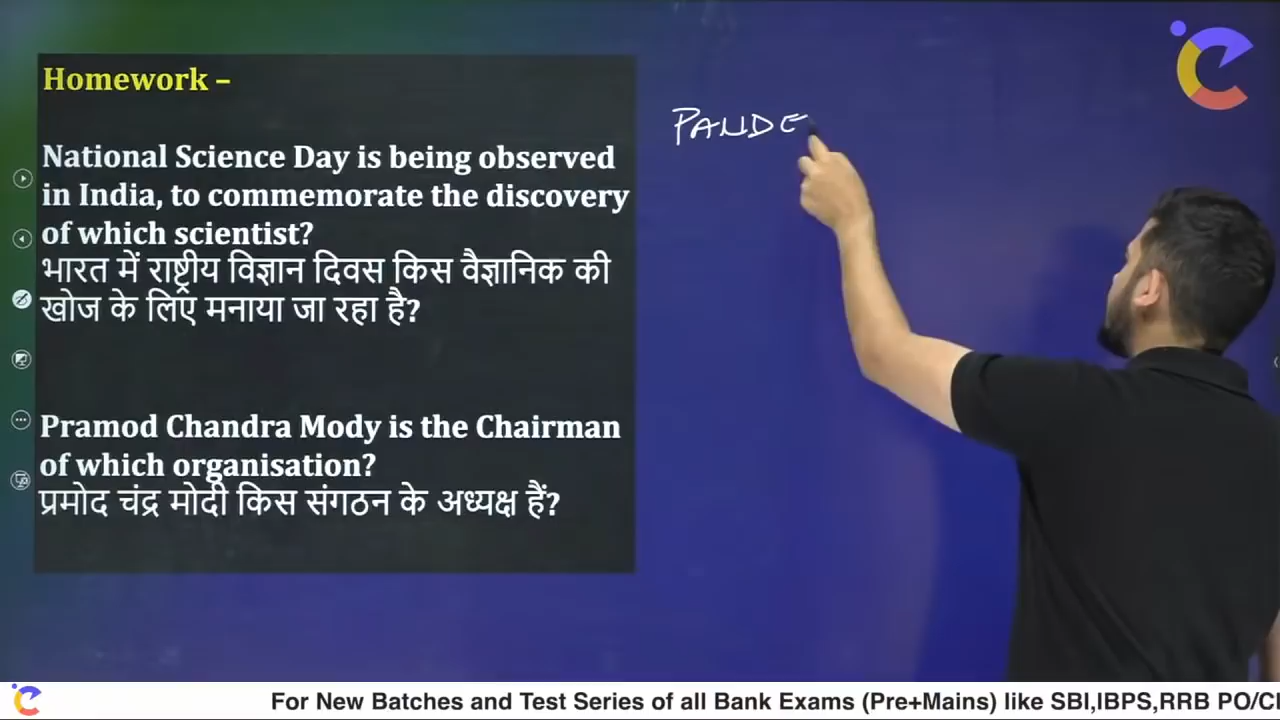 Homework –
National Science Day is being observed
in India, to commemorate the discovery
of which scientist?
भारत में राष्ट्रीय विज्ञान दिवस किस वैज्ञानिक की
खोज के लिए मनाया जा रहा है?
Pramod Chandra Mody is the Chairman
of which organisation?
प्रमोद चंद्र मोदी किस संगठन के अध्यक्ष हैं?
PANDE
For New Batches and Test Series of all Bank Exams (Pre+Mains) like SBI,IBPS,RRB PO/Cl